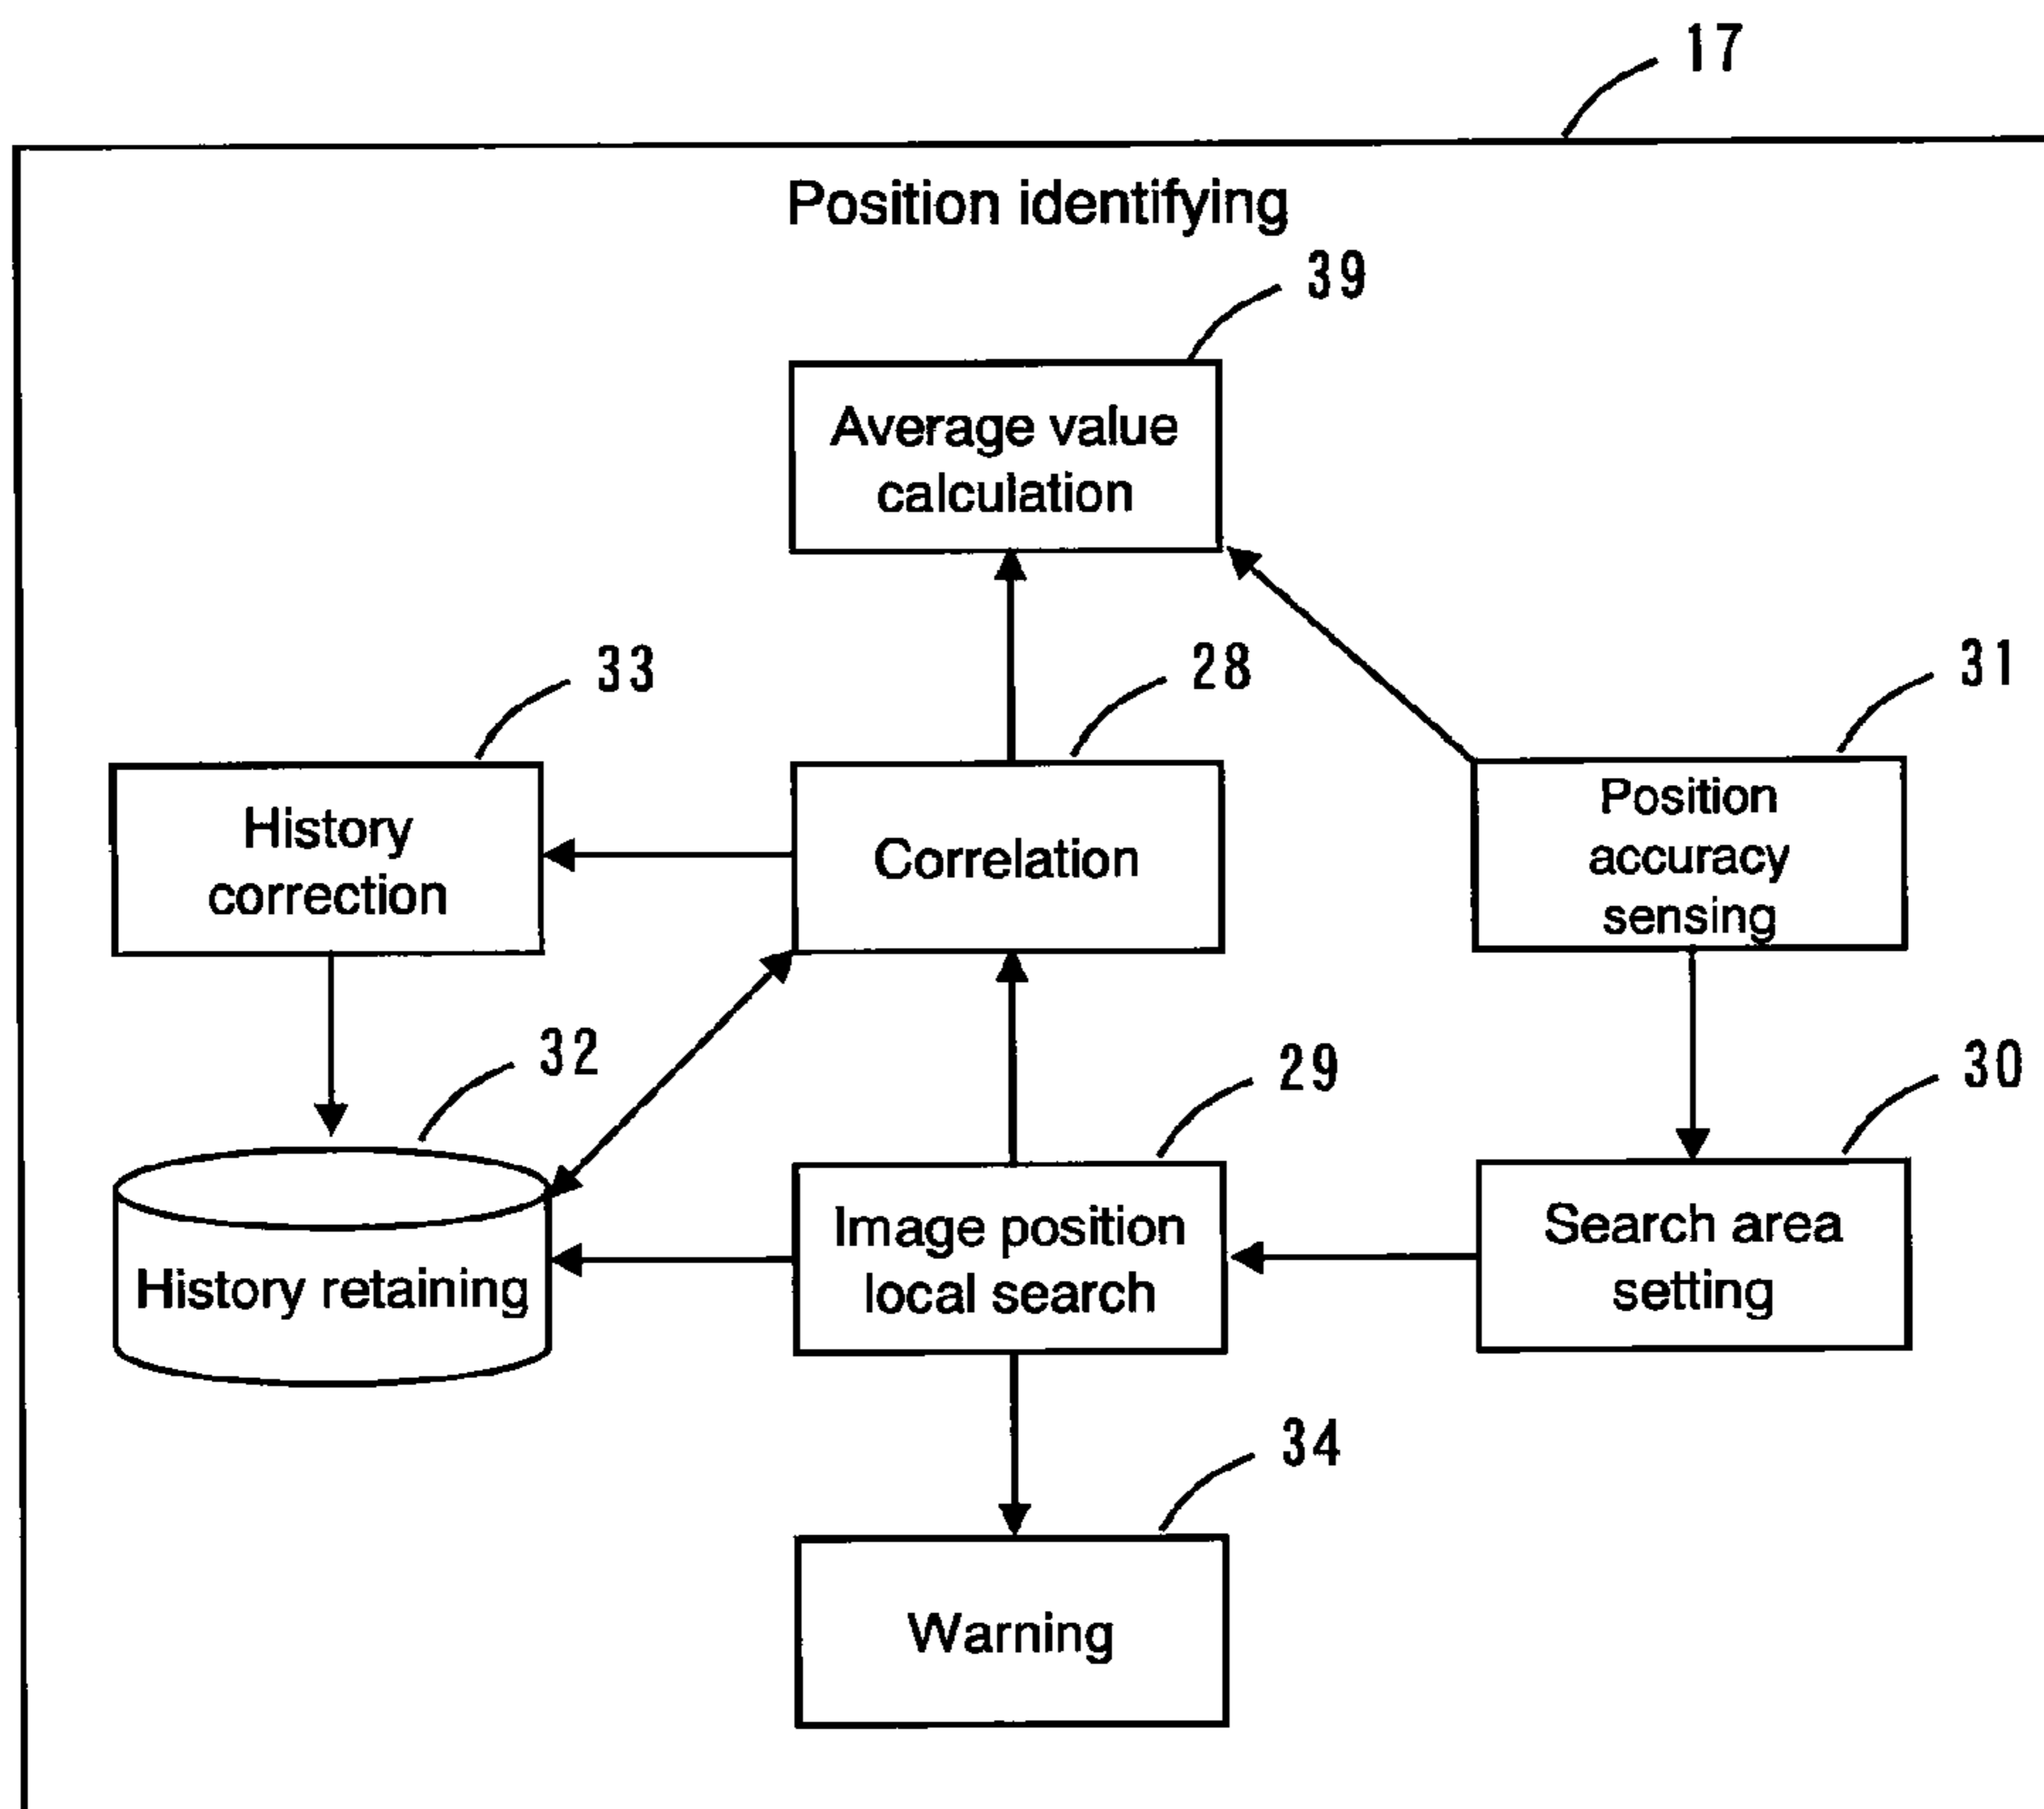 17
Position identifying
39
Average value
calculation
33
28
31
History
correction
Correlation
Position
accuracy
sensing
32
29
30
History retaining
Image position
local search
Search area
setting
34
Warning